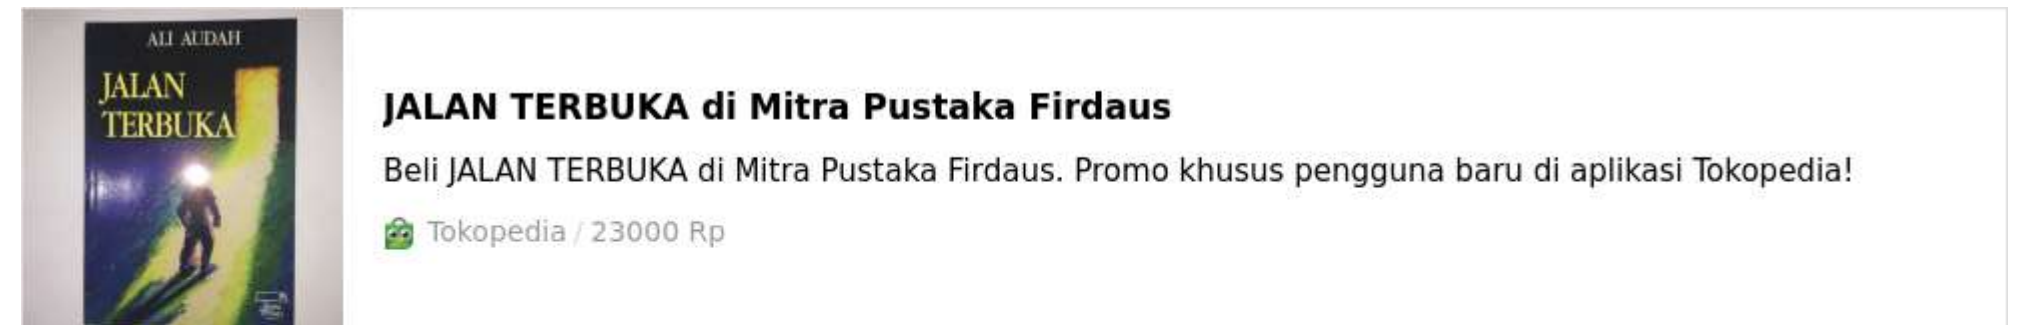 ALI AUDAH
JALAN
TERBUKA
JALAN TERBUKA di Mitra Pustaka Firdaus
Beli JALAN TERBUKA di Mitra Pustaka Firdaus. Promo khusus pengguna baru di aplikasi Tokopedia!
Tokopedia / 23000 Rp